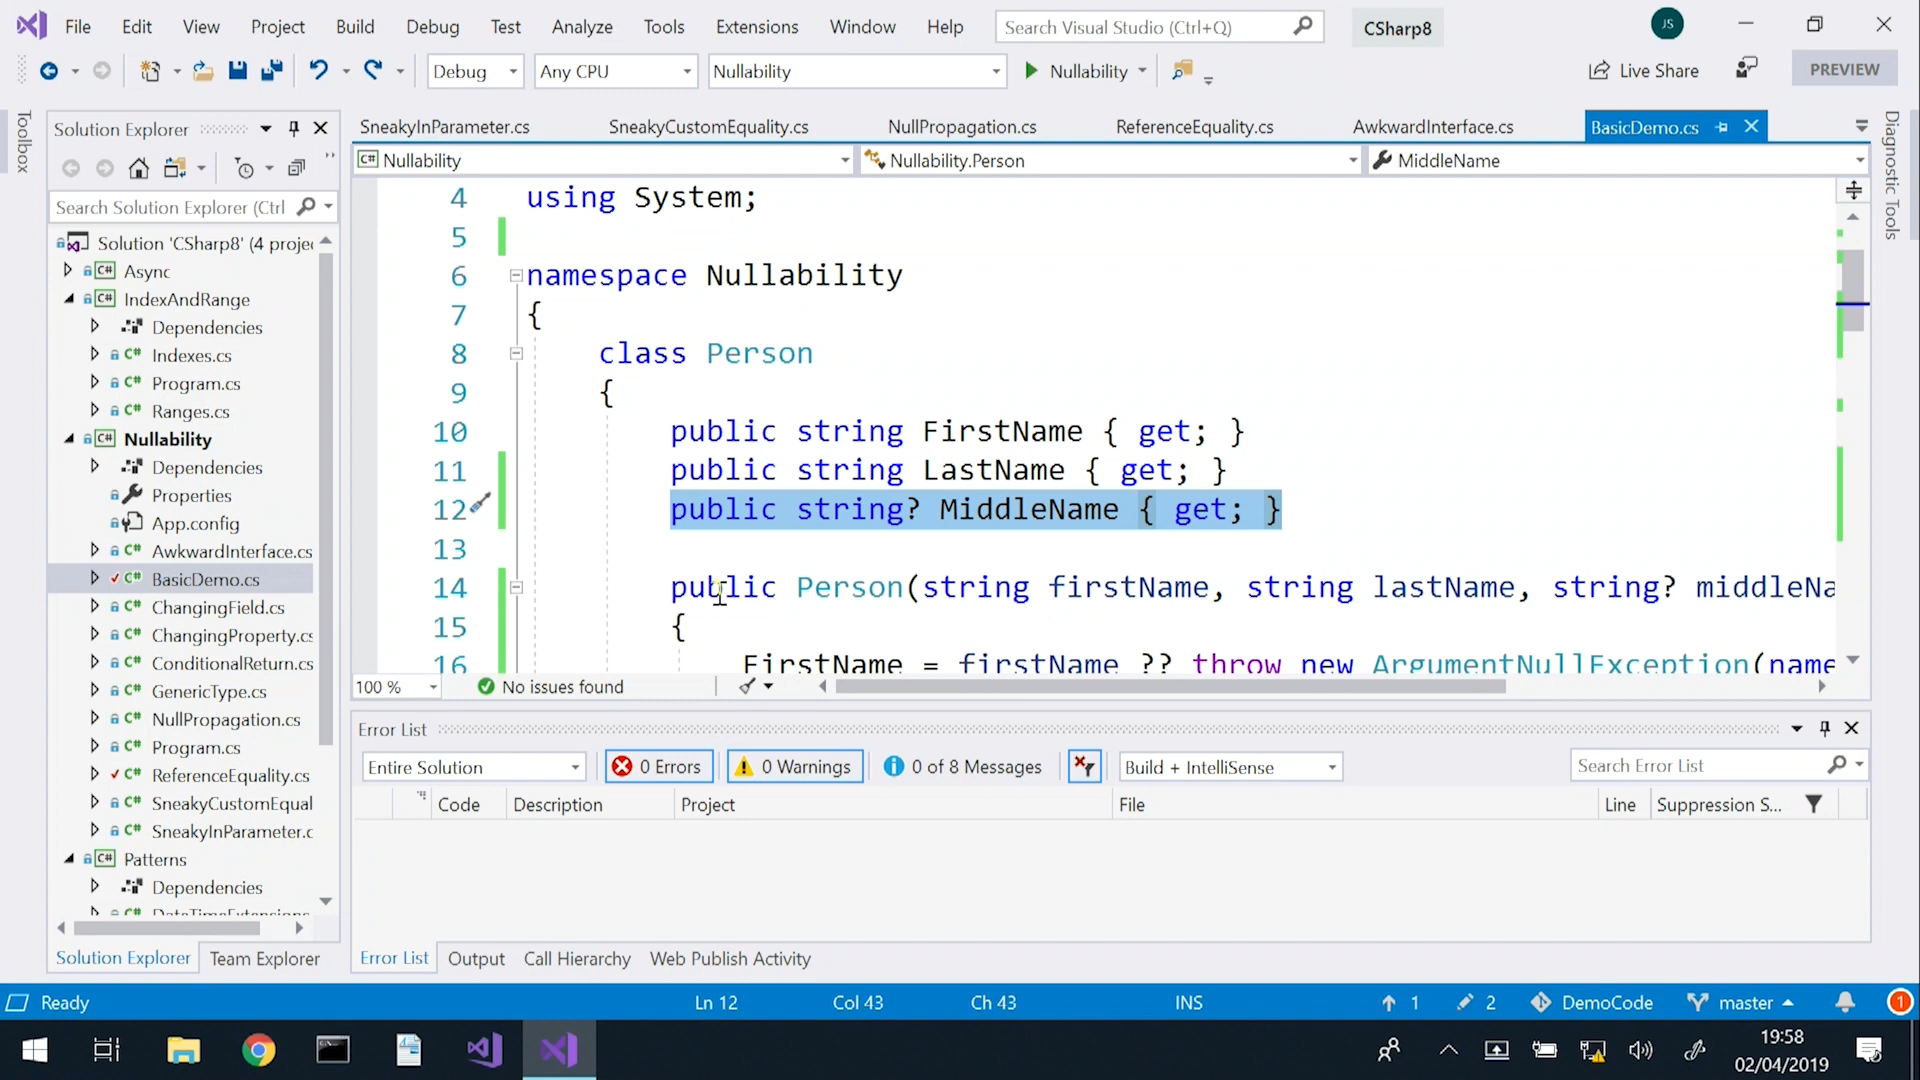 File Edit View Project Build Debug Test Analyze Tools Extensions Window Help Search Visual Studio (Ctrl+Q) CSharp8 JS
Debug Any CPU Nullability Nullability Live Share PREVIEW
Toolbox
Solution Explorer
Search Solution Explorer (Ctrl
Solution 'CSharp8' (4 proje
Async
IndexAndRange
Dependencies
Indexes.cs
Program.cs
Ranges.cs
Nullability
Dependencies
Properties
App.config
AwkwardInterface.cs
BasicDemo.cs
ChangingField.cs
ChangingProperty.cs
ConditionalReturn.cs
GenericType.cs
NullPropagation.cs
Program.cs
ReferenceEquality.cs
SneakyCustomEqual
SneakyInParameter.c
Patterns
Dependencies
DateTimeExtensions
Solution Explorer Team Explorer
SneakyInParameter.cs SneakyCustomEquality.cs NullPropagation.cs ReferenceEquality.cs AwkwardInterface.cs BasicDemo.cs
Nullability Nullability.Person MiddleName
4 using System;
5
6 namespace Nullability
7 {
8 class Person
9 {
10 public string FirstName { get; }
11 public string LastName { get; }
12 public string? MiddleName { get; }
13
14 public Person(string firstName, string lastName, string? middleNa
15 {
16 FirstName = firstName ?? throw new ArgumentNullException(name
100 % No issues found
Diagnostic Tools
Error List
Entire Solution 0 Errors 0 Warnings 0 of 8 Messages Build + IntelliSense Search Error List
Code Description Project File Line Suppression S...
Error List Output Call Hierarchy Web Publish Activity
Ready Ln 12 Col 43 Ch 43 INS 1 2 DemoCode master 1
19:58
02/04/2019